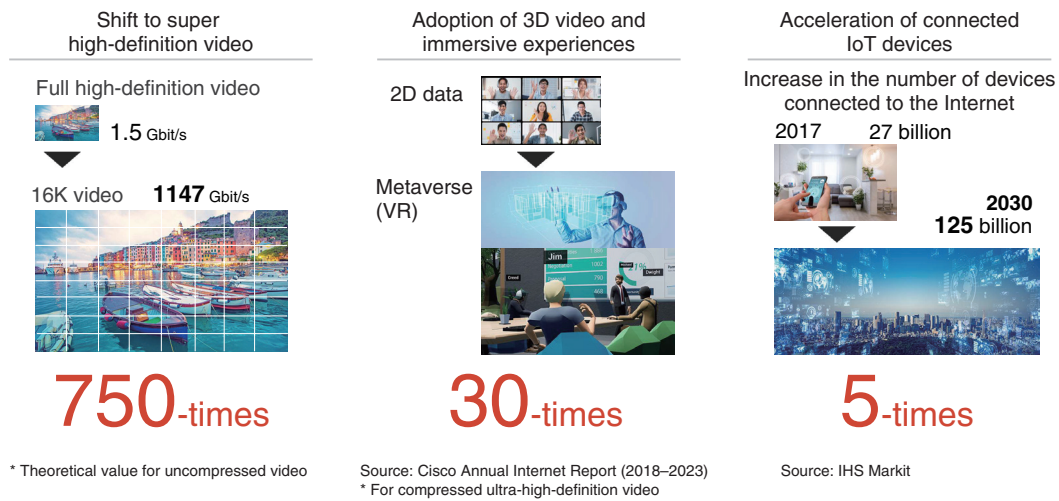 Shift to super
high-definition video
Full high-definition video
1.5 Gbit/s
16K video 1147 Gbit/s
750-times
* Theoretical value for uncompressed video
Adoption of 3D video and
immersive experiences
2D data
Metaverse
(VR)
Jim
Dwight
30-times
Source: Cisco Annual Internet Report (2018–2023)
* For compressed ultra-high-definition video
Acceleration of connected
IoT devices
Increase in the number of devices
connected to the Internet
2017 27 billion
2030
125 billion
5-times
Source: IHS Markit